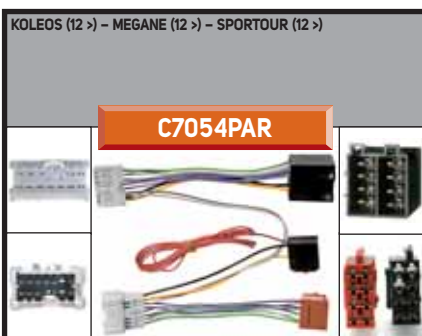 KOLEOS (12 >) – MEGANE (12 >) – SPORTOUR (12 >)
C7054PAR